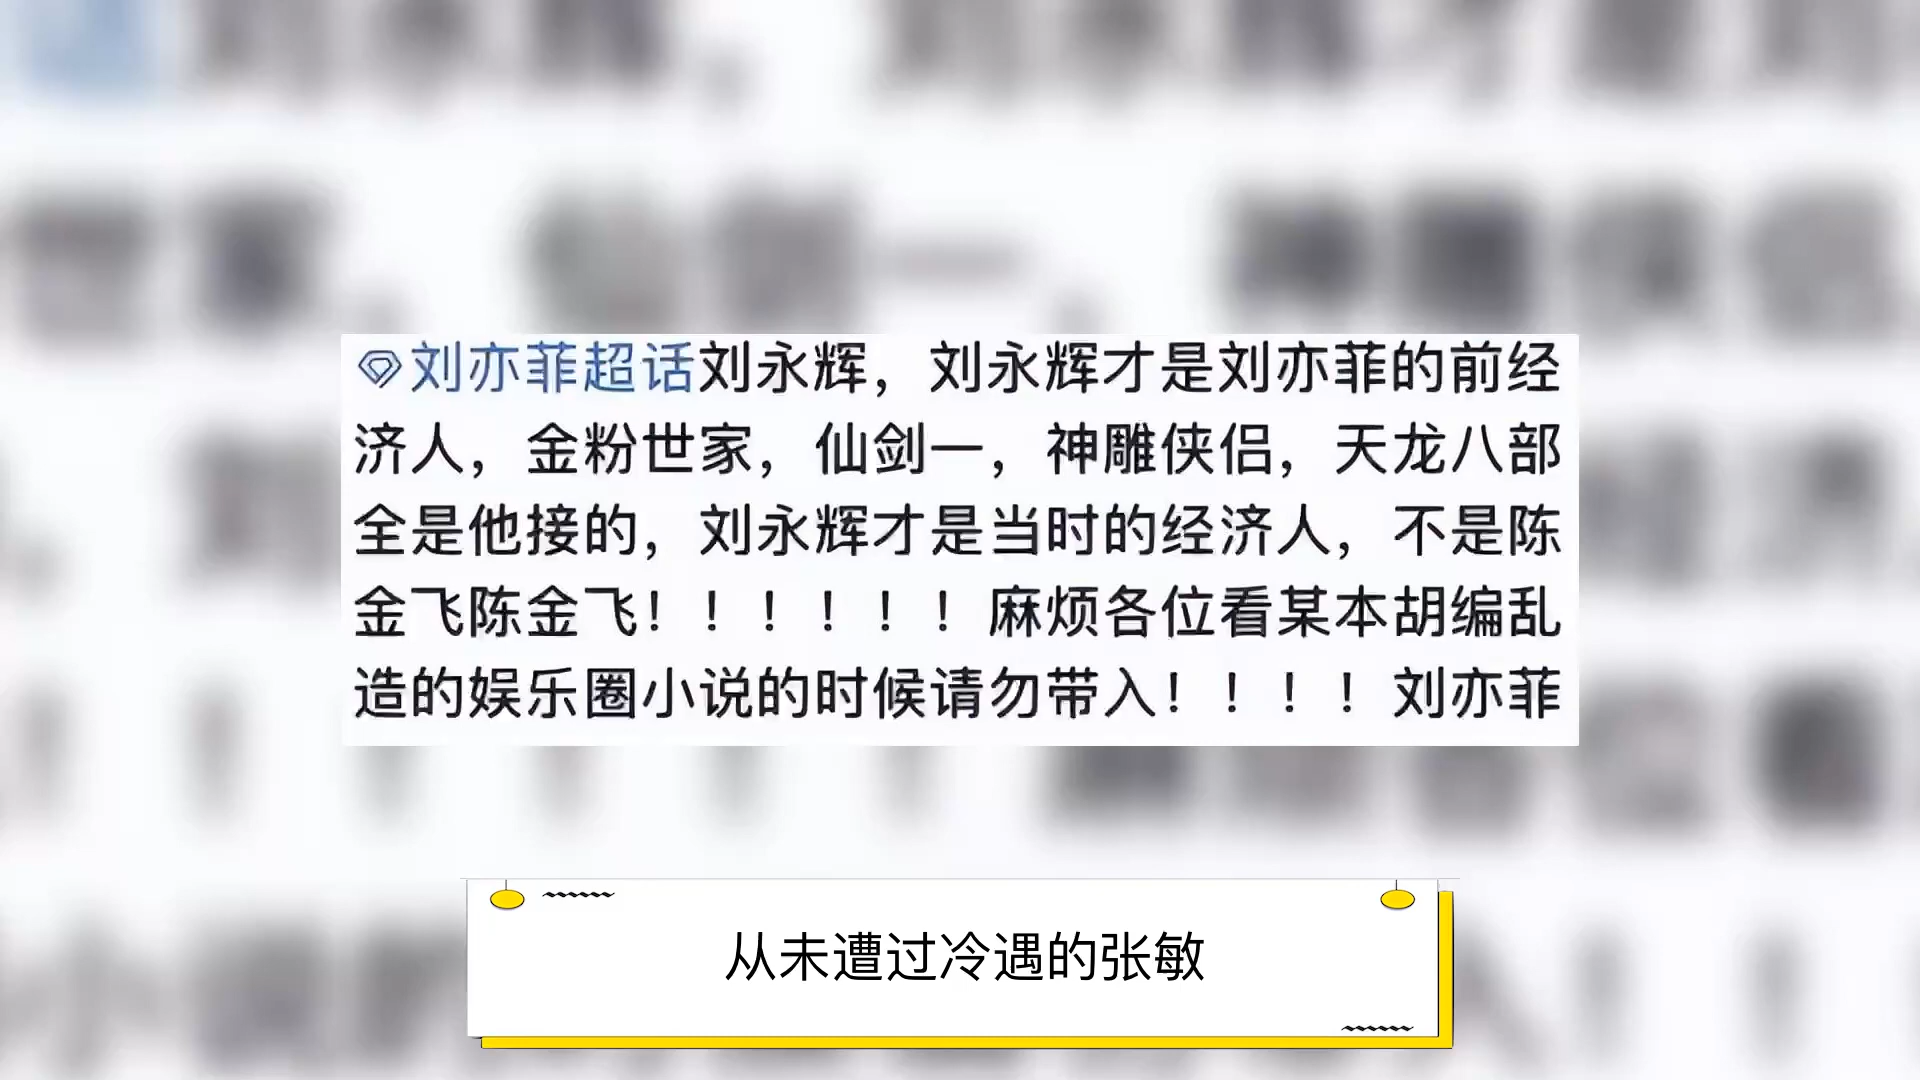 刘亦菲超话刘永辉，刘永辉才是刘亦菲的前经
济人，金粉世家，仙剑一，神雕侠侣，天龙八部
全是他接的，刘永辉才是当时的经济人，不是陈
金飞陈金飞！！！！！！麻烦各位看某本胡编乱
造的娱乐圈小说的时候请勿带入！！！！刘亦菲
从未遭过冷遇的张敏